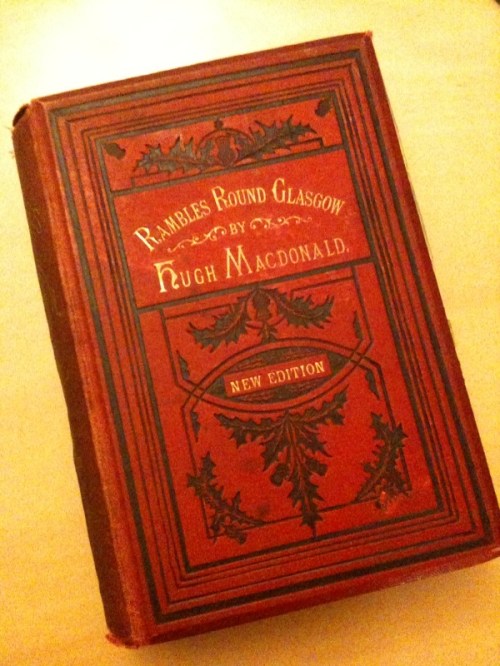 Rambles Round Glasgow
BY
Hugh Macdonald.
NEW EDITION